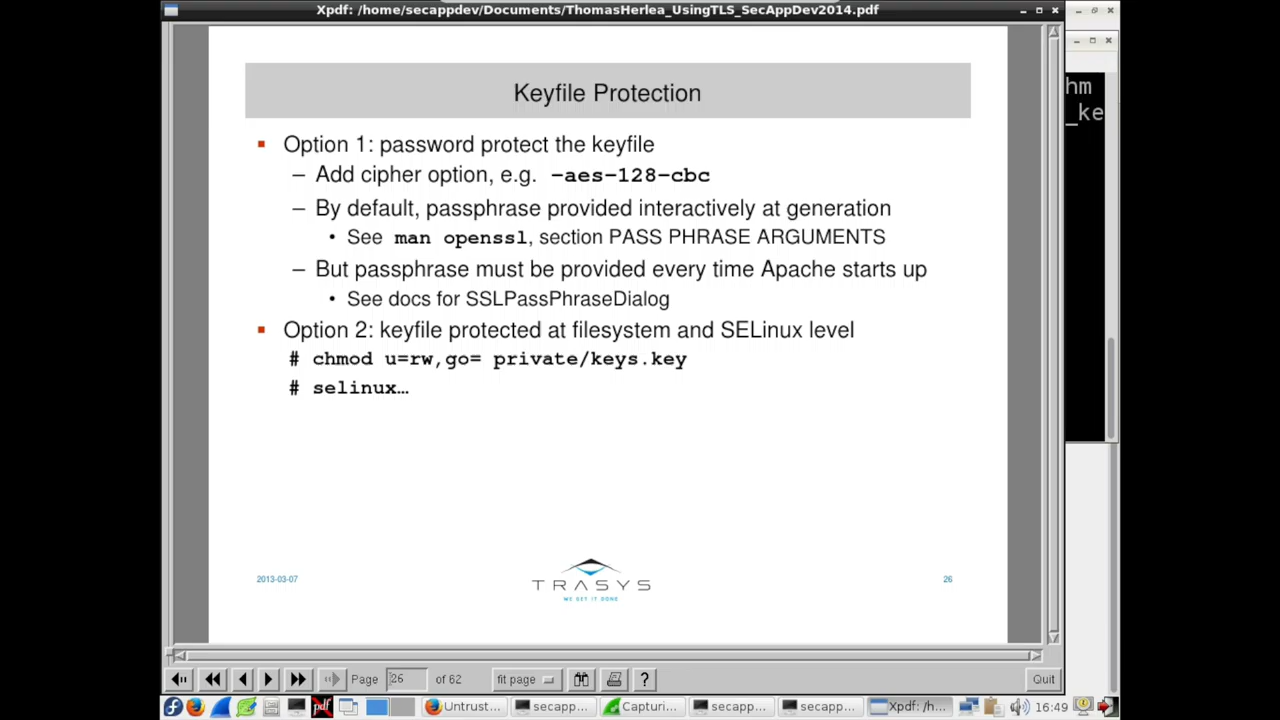 Xpdf: /home/secappdev/Documents/ThomasHerlea_UsingTLS_SecAppDev2014.pdf
hm
_ke
Keyfile Protection
Option 1: password protect the keyfile
– Add cipher option, e.g. -aes-128-cbc
– By default, passphrase provided interactively at generation
• See man openssl, section PASS PHRASE ARGUMENTS
– But passphrase must be provided every time Apache starts up
• See docs for SSLPassPhraseDialog
Option 2: keyfile protected at filesystem and SELinux level
# chmod u=rw,go= private/keys.key
# selinux…
2013-03-07
TRASYS
WE GET IT DONE
26
Page 26 of 62 fit page ? Quit
pdf Untrust... secapp... Capturi... secapp... secapp... Xpdf: /h... 16:49